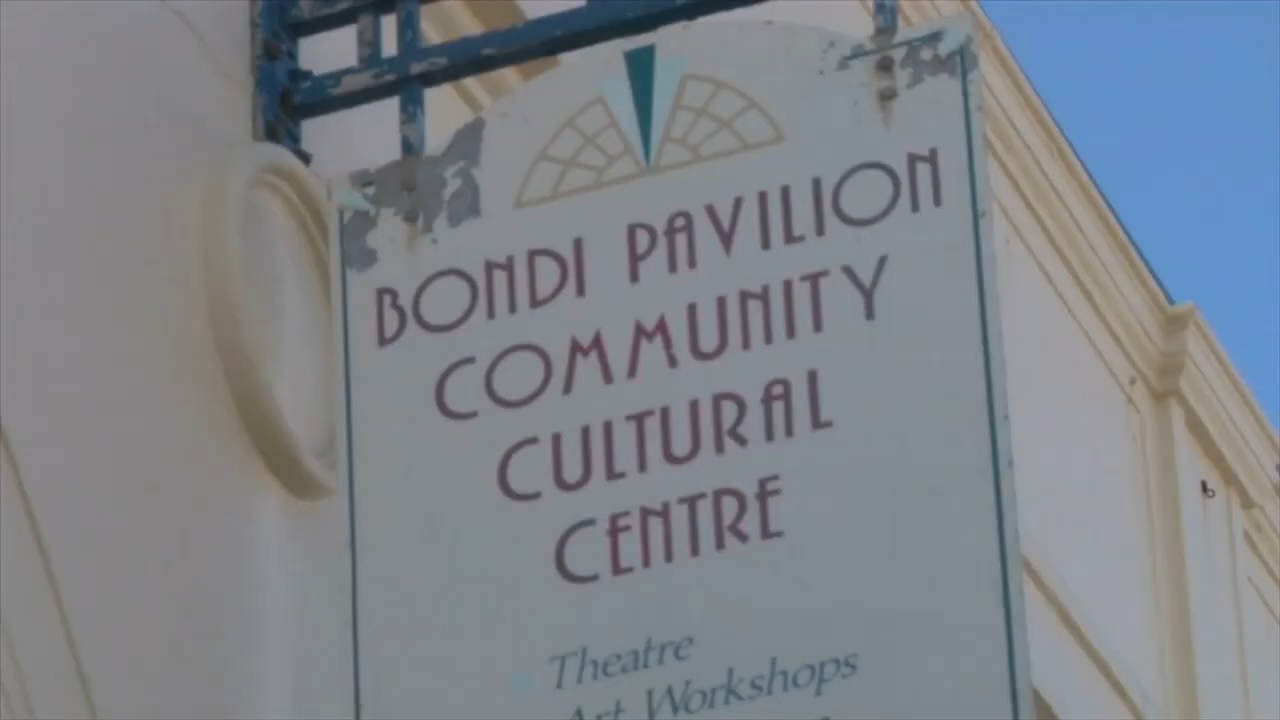 BONDI PAVILION
COMMUNITY
CULTURAL
CENTRE
Theatre
Art Workshops